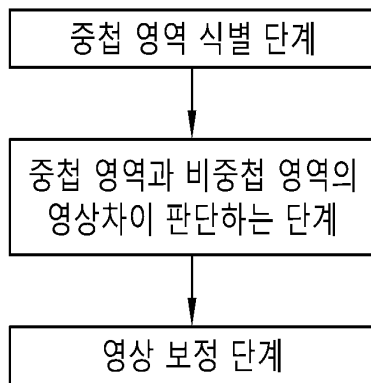 중첩 영역 식별 단계
중첩 영역과 비중첩 영역의
영상차이 판단하는 단계
영상 보정 단계